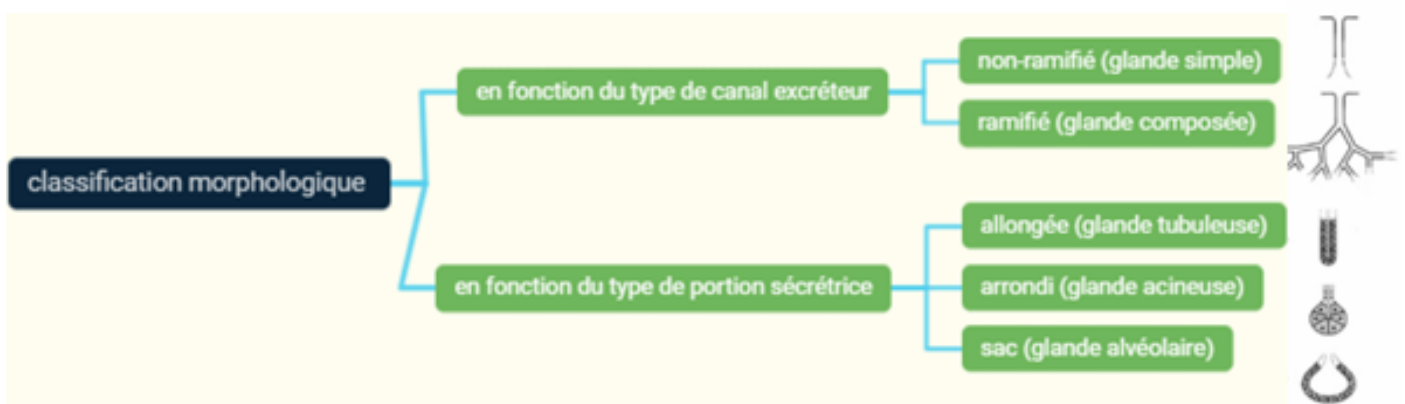 classification morphologique
en fonction du type de canal excréteur
non-ramifié (glande simple)
ramifié (glande composée)
en fonction du type de portion sécrétrice
allongée (glande tubuleuse)
arrondi (glande acineuse)
sac (glande alvéolaire)